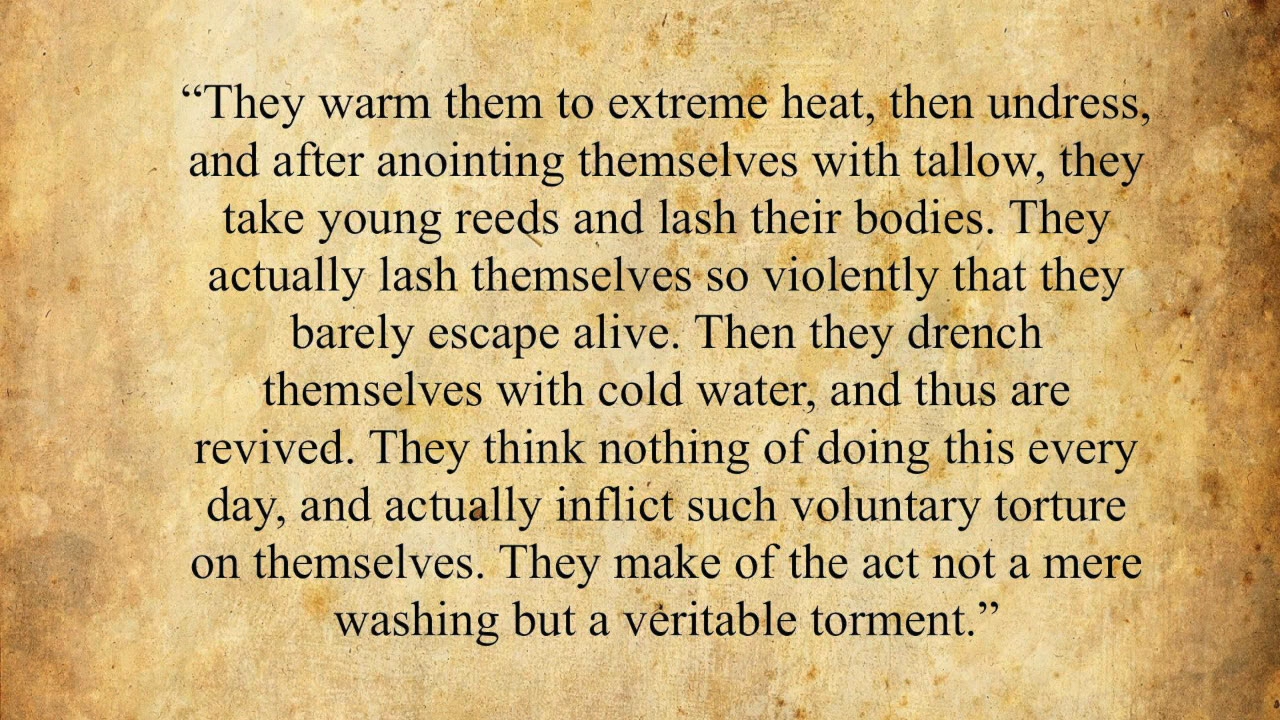 “They warm them to extreme heat, then undress,
and after anointing themselves with tallow, they
take young reeds and lash their bodies. They
actually lash themselves so violently that they
barely escape alive. Then they drench
themselves with cold water, and thus are
revived. They think nothing of doing this every
day, and actually inflict such voluntary torture
on themselves. They make of the act not a mere
washing but a veritable torment.”